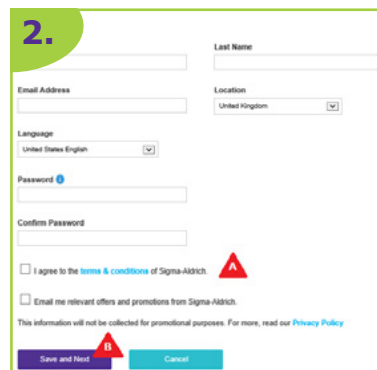 2.
Last Name
Email Address
Location
United Kingdom
Language
United States English
Password i
Confirm Password
I agree to the terms & conditions of Sigma-Aldrich.
A
Email me relevant offers and promotions from Sigma-Aldrich.
This information will not be collected for promotional purposes. For more, read our Privacy Policy
B
Save and Next
Cancel